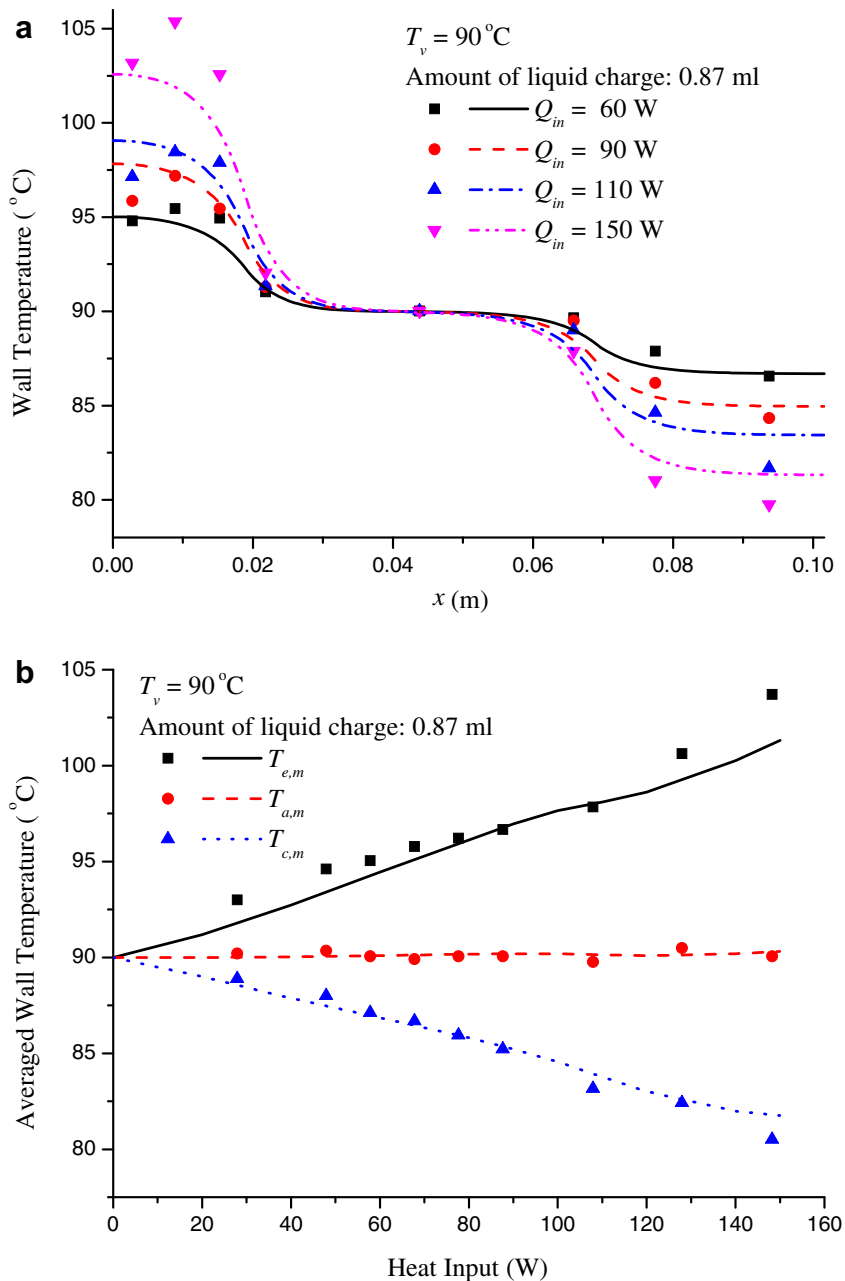 a
T_v = 90 °C
Amount of liquid charge: 0.87 ml
Q_in = 60 W
Q_in = 90 W
Q_in = 110 W
Q_in = 150 W
Wall Temperature ( °C)
105
100
95
90
85
80
0.00 0.02 0.04 0.06 0.08 0.10
x (m)
b
T_v = 90 °C
Amount of liquid charge: 0.87 ml
T_e,m
T_a,m
T_c,m
Averaged Wall Temperature ( °C)
105
100
95
90
85
80
0 20 40 60 80 100 120 140 160
Heat Input (W)